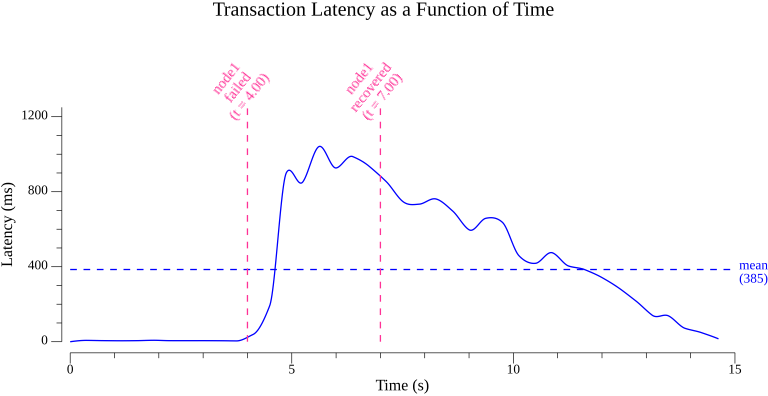 Transaction Latency as a Function of Time
node1
failed
(t = 4.00)
node1
recovered
(t = 7.00)
1200
800
400
0
Latency (ms)
mean
(385)
0
5
10
15
Time (s)